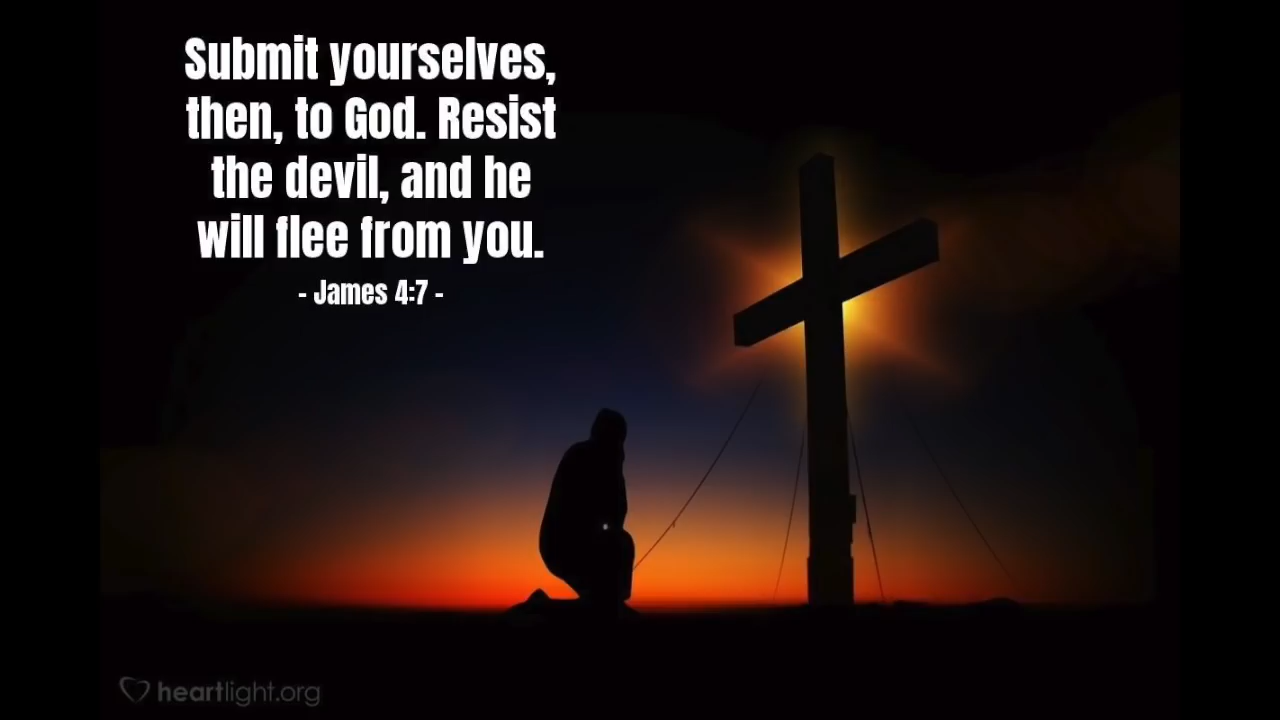 Submit yourselves,
then, to God. Resist
the devil, and he
will flee from you.
- James 4:7 -
heartlight.org